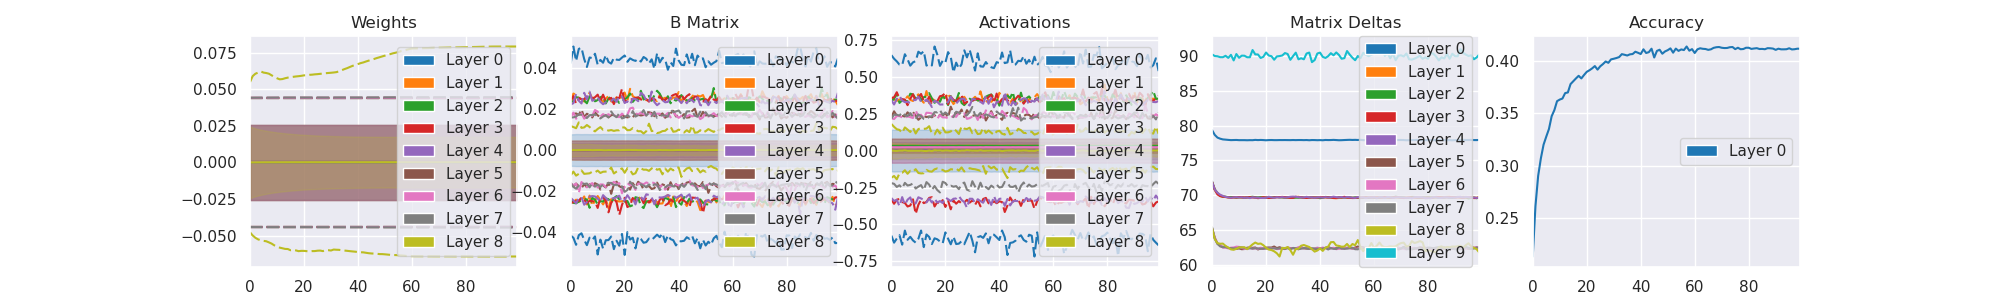 Weights
0.075
0.050
0.025
0.000
−0.025
−0.050
0
20
40
60
80
Layer 0
Layer 1
Layer 2
Layer 3
Layer 4
Layer 5
Layer 6
Layer 7
Layer 8
B Matrix
0.04
0.02
0.00
−0.02
−0.04
0
20
40
60
80
Layer 0
Layer 1
Layer 2
Layer 3
Layer 4
Layer 5
Layer 6
Layer 7
Layer 8
Activations
0.75
0.50
0.25
0.00
−0.25
−0.50
−0.75
0
20
40
60
80
Layer 0
Layer 1
Layer 2
Layer 3
Layer 4
Layer 5
Layer 6
Layer 7
Layer 8
Matrix Deltas
90
85
80
75
70
65
60
0
20
40
60
80
Layer 0
Layer 1
Layer 2
Layer 3
Layer 4
Layer 5
Layer 6
Layer 7
Layer 8
Layer 9
Accuracy
0.40
0.35
0.30
0.25
0
20
40
60
80
Layer 0